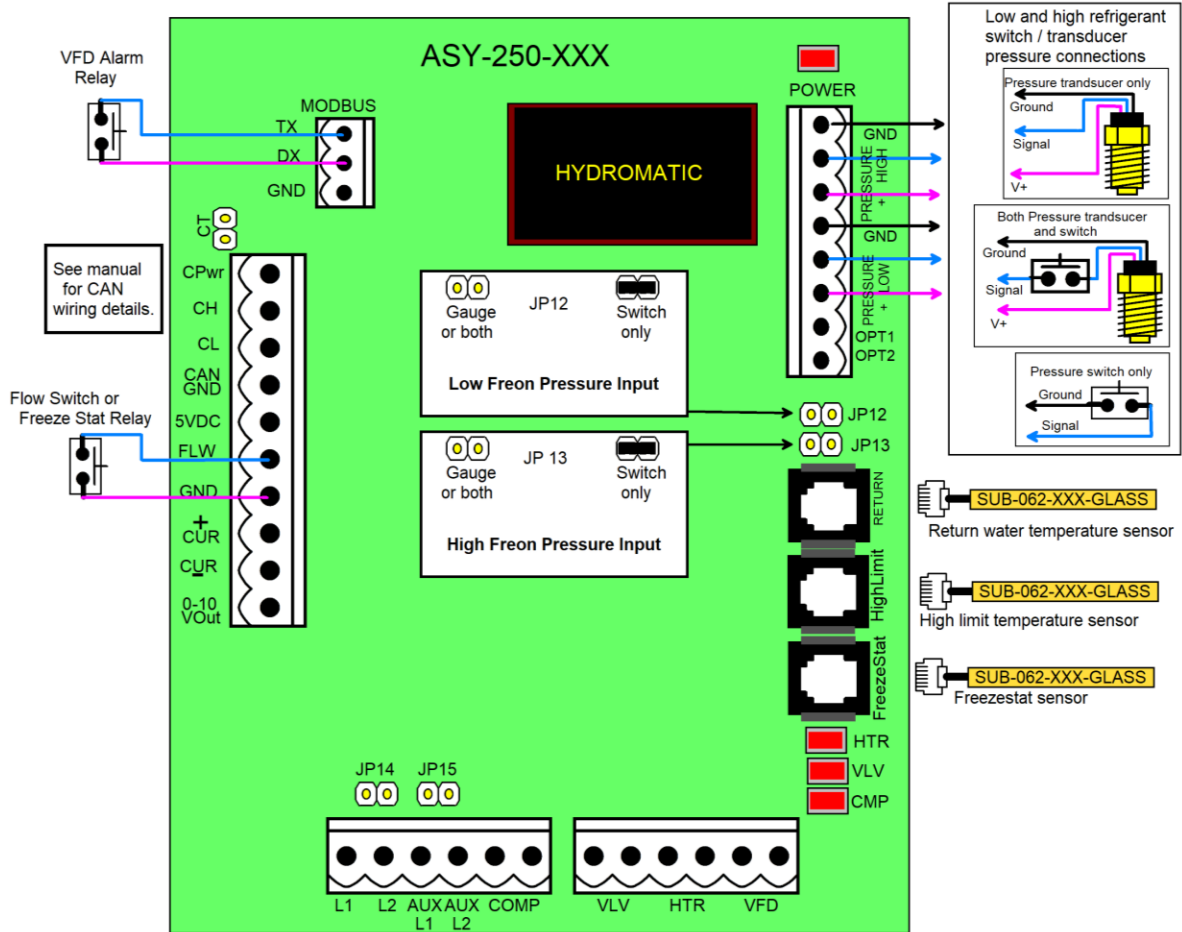 ASY-250-XXX
VFD Alarm
Relay
MODBUS
TX
DX
GND
CT
See manual
for CAN
wiring details.
CPwr
CH
CL
CAN
GND
5VDC
FLW
GND
+
CUR
CUR
-
0-10
VOut
Flow Switch or
Freeze Stat Relay
HYDROMATIC
POWER
GND
PRESSURE
+ HIGH
GND
PRESSURE
+ LOW
OPT1
OPT2
Gauge
or both
JP12
Switch
only
Low Freon Pressure Input
Gauge
or both
JP 13
Switch
only
High Freon Pressure Input
JP12
JP13
RETURN
HighLimit
FreezeStat
HTR
VLV
CMP
JP14
JP15
L1
L2
AUX
L1
AUX
L2
COMP
VLV
HTR
VFD
Low and high refrigerant
switch / transducer
pressure connections
Pressure trandsucer only
Ground
Signal
V+
Both Pressure trandsucer
and switch
Ground
Signal
V+
Pressure switch only
Ground
Signal
SUB-062-XXX-GLASS
Return water temperature sensor
SUB-062-XXX-GLASS
High limit temperature sensor
SUB-062-XXX-GLASS
Freezestat sensor